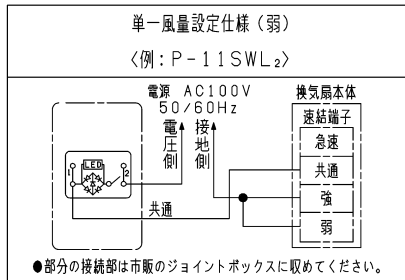 単一風量設定仕様（弱）
〈例：P-11SWL₂〉
電源 AC100V
50/60Hz
電圧側
接地側
換気扇本体
速結端子
急速
共通
強
弱
LED
1
2
共通
●部分の接続部は市販のジョイントボックスに収めてください。